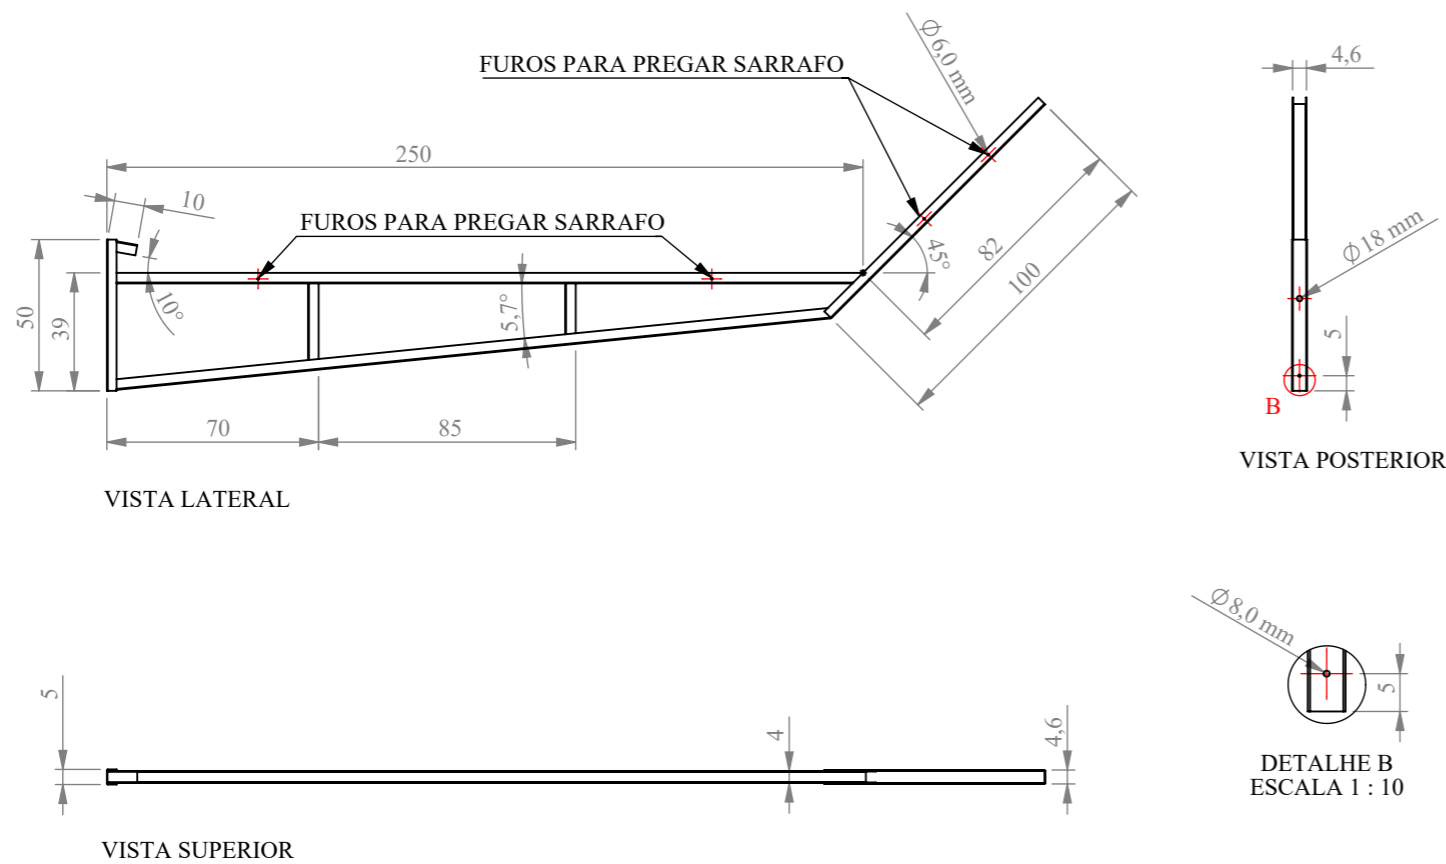 FUROS PARA PREGAR SARRAFO
Ø6,0 mm
4,6
250
10
FUROS PARA PREGAR SARRAFO
45°
82
100
Ø18 mm
50
39
10°
5,7°
5
B
70
85
VISTA POSTERIOR
VISTA LATERAL
Ø8,0 mm
5
5
4
4,6
DETALHE B
ESCALA 1 : 10
VISTA SUPERIOR